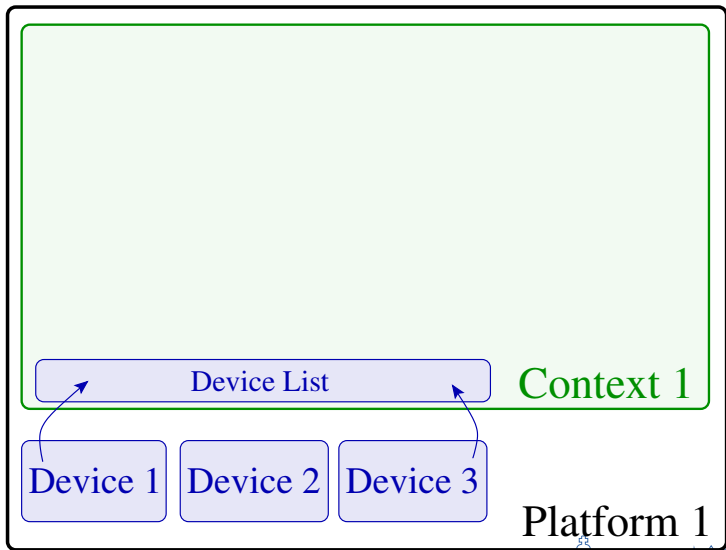 Device List
Context 1
Device 1
Device 2
Device 3
Platform 1